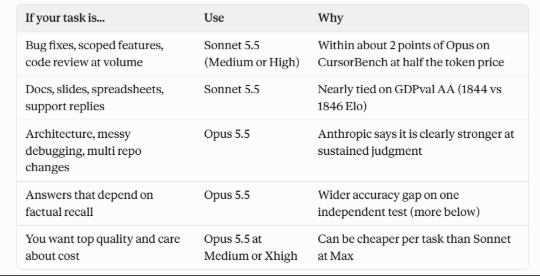 If your task is... Use Why
Bug fixes, scoped features, Sonnet 5.5 Within about 2 points of Opus on
code review at volume (Medium or High) CursorBench at half the token price
Docs, slides, spreadsheets, Sonnet 5.5 Nearly tied on GDPval AA (1844 vs
support replies 1846 Elo)
Architecture, messy Opus 5.5 Anthropic says it is clearly stronger at
debugging, multi repo sustained judgment
changes
Answers that depend on Opus 5.5 Wider accuracy gap on one
factual recall independent test (more below)
You want top quality and care Opus 5.5 at Can be cheaper per task than Sonnet
about cost Medium or Xhigh at Max